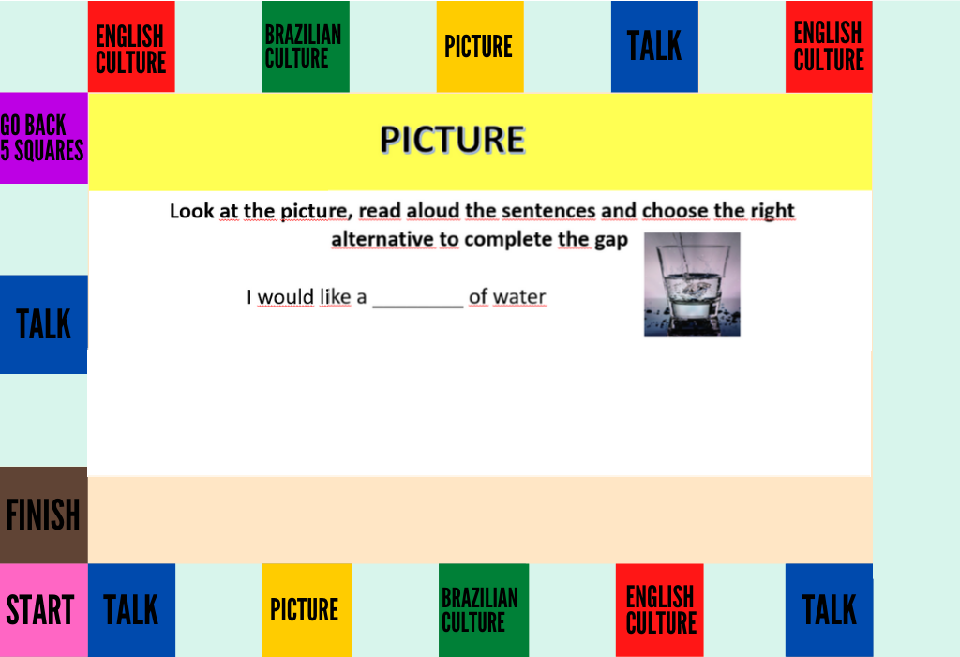 ENGLISH
CULTURE
BRAZILIAN
CULTURE
PICTURE
TALK
ENGLISH
CULTURE
GO BACK
5 SQUARES
PICTURE
Look at the picture, read aloud the sentences and choose the right
alternative to complete the gap
I would like a _________ of water
TALK
FINISH
START
TALK
PICTURE
BRAZILIAN
CULTURE
ENGLISH
CULTURE
TALK